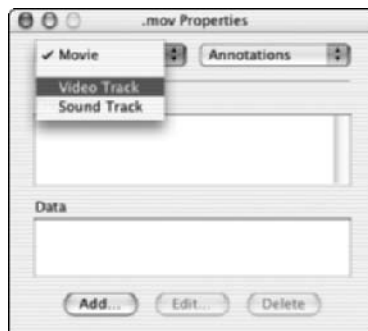 .mov Properties
✓ Movie
Annotations
Video Track
Sound Track
Data
Add...
Edit...
Delete